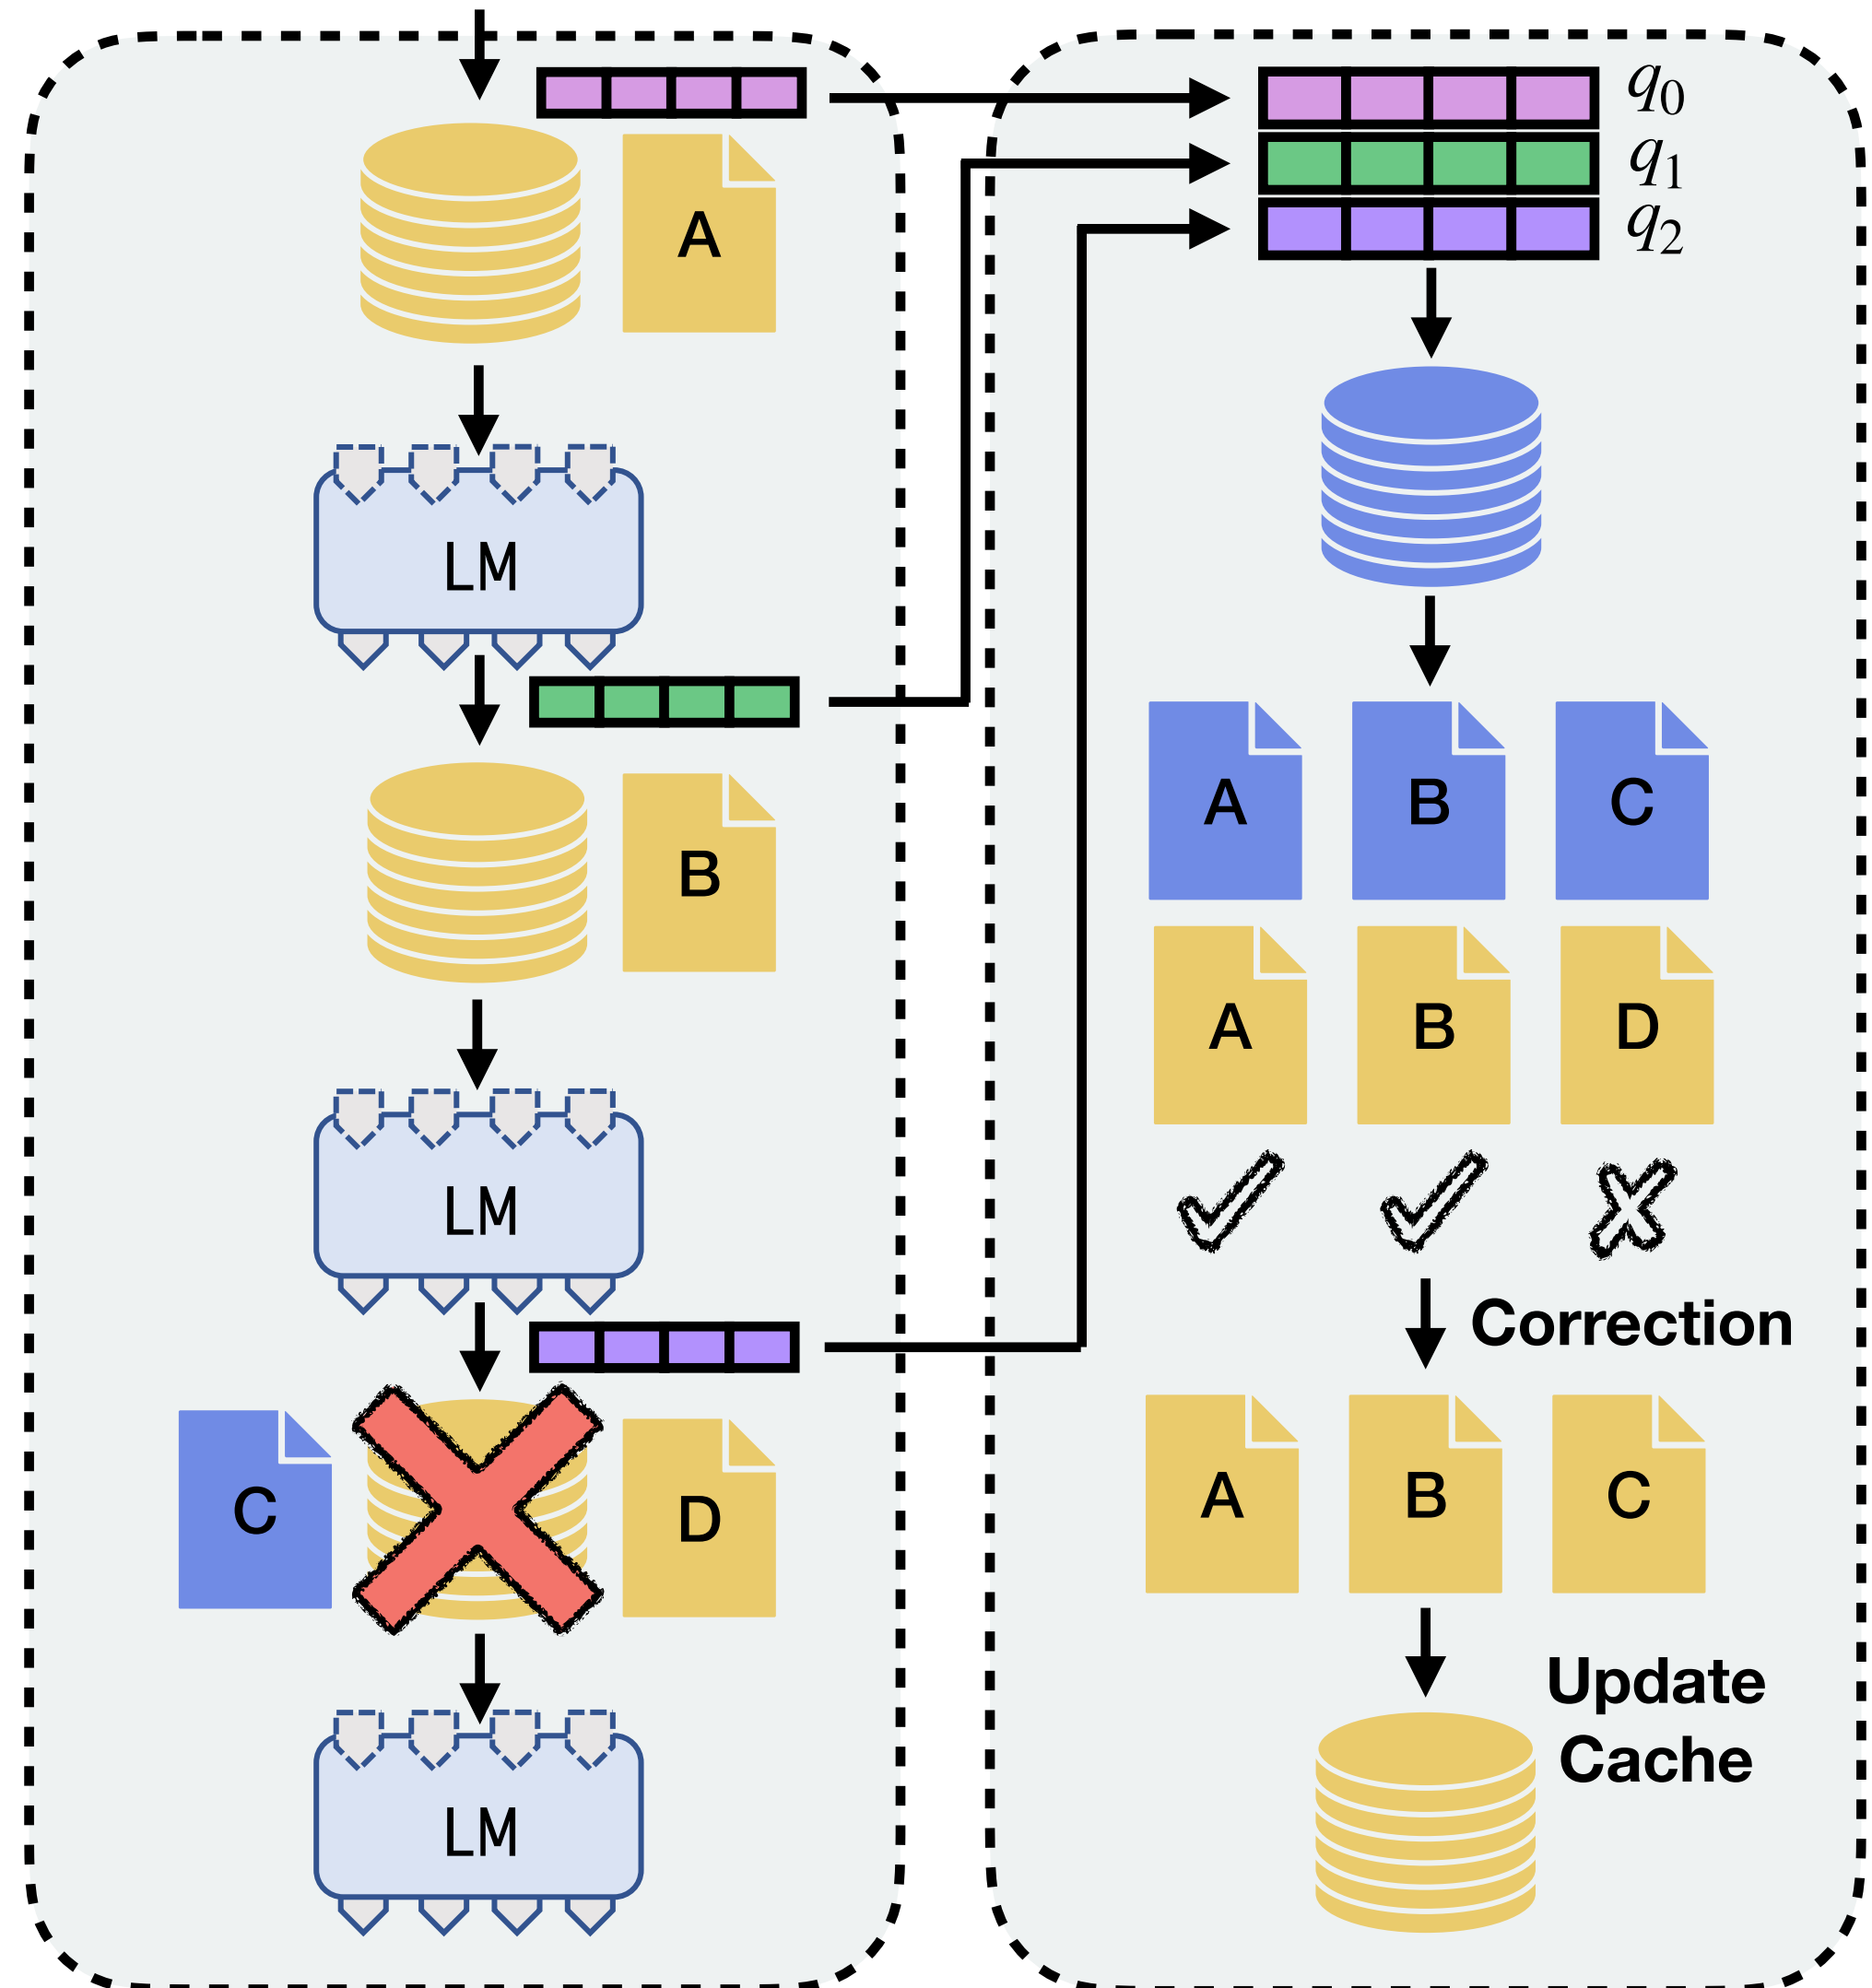 A
LM
B
LM
C
D
LM
q0
q1
q2
A B C
A B D
Correction
A B C
Update
Cache